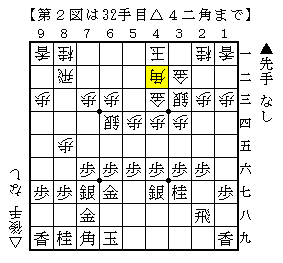 【第２図は32手目△４二角まで】
９ ８ ７ ６ ５ ４ ３ ２ １
香 桂 王 桂 香 一
飛 角 金 二
歩 歩 歩 金 銀 歩 歩 三
銀 歩 歩 歩 四
歩 五
歩 歩 歩 歩 歩 歩 歩 六
歩 歩 銀 金 銀 桂 七
金 飛 八
香 桂 角 玉 香 九
▲先手 なし
△後手 なし